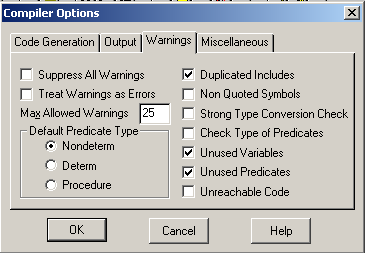 Compiler Options
Code Generation Output Warnings Miscellaneous
Suppress All Warnings
Treat Warnings as Errors
Max Allowed Warnings 25
Default Predicate Type
Nondeterm
Determ
Procedure
Duplicated Includes
Non Quoted Symbols
Strong Type Conversion Check
Check Type of Predicates
Unused Variables
Unused Predicates
Unreachable Code
OK Cancel Help